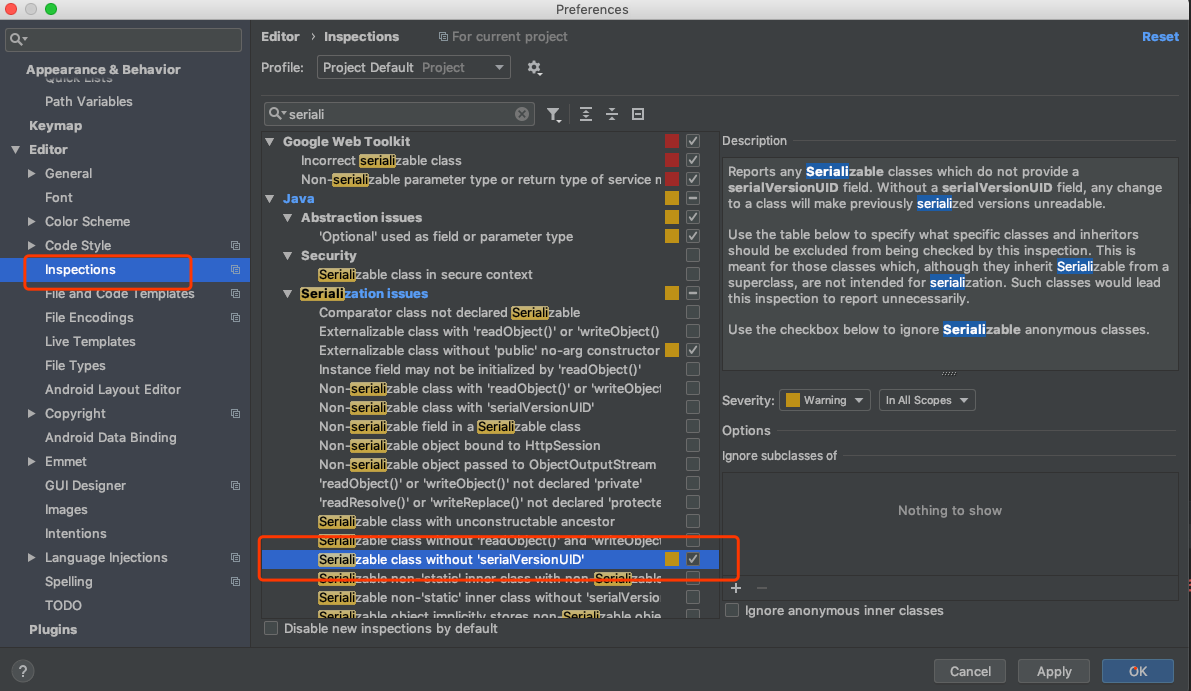 Preferences
Appearance & Behavior
Quick Lists
Path Variables
Keymap
Editor
General
Font
Color Scheme
Code Style
Inspections
File and Code Templates
File Encodings
Live Templates
File Types
Android Layout Editor
Copyright
Android Data Binding
Emmet
GUI Designer
Images
Intentions
Language Injections
Spelling
TODO
Plugins
?
Editor › Inspections
For current project
Reset
Profile:
Project Default Project
seriali
Google Web Toolkit
Incorrect serializable class
Non-serializable parameter type or return type of service
Java
Abstraction issues
'Optional' used as field or parameter type
Security
Serializable class in secure context
Serialization issues
Comparator class not declared Serializable
Externalizable class with 'readObject()' or 'writeObject()
Externalizable class without 'public' no-arg constructor
Instance field may not be initialized by 'readObject()'
Non-serializable class with 'readObject()' or 'writeObject
Non-serializable class with 'serialVersionUID'
Non-serializable field in a Serializable class
Non-serializable object bound to HttpSession
Non-serializable object passed to ObjectOutputStream
'readObject()' or 'writeObject()' not declared 'private'
'readResolve()' or 'writeReplace()' not declared 'protecte
Serializable class with unconstructable ancestor
Serializable class without 'readObject()' and 'writeObject
Serializable class without 'serialVersionUID'
Serializable non-'static' inner class with non-Serializable
Serializable non-'static' inner class without 'serialVersio
Serializable object implicitly stores non-Serializable obje
Disable new inspections by default
Description
Reports any Serializable classes which do not provide a
serialVersionUID field. Without a serialVersionUID field, any change
to a class will make previously serialized versions unreadable.
Use the table below to specify what specific classes and inheritors
should be excluded from being checked by this inspection. This is
meant for those classes which, although they inherit Serializable from a
superclass, are not intended for serialization. Such classes would lead
this inspection to report unnecessarily.
Use the checkbox below to ignore Serializable anonymous classes.
Severity:
Warning
In All Scopes
Options
Ignore subclasses of
Nothing to show
Ignore anonymous inner classes
Cancel
Apply
OK